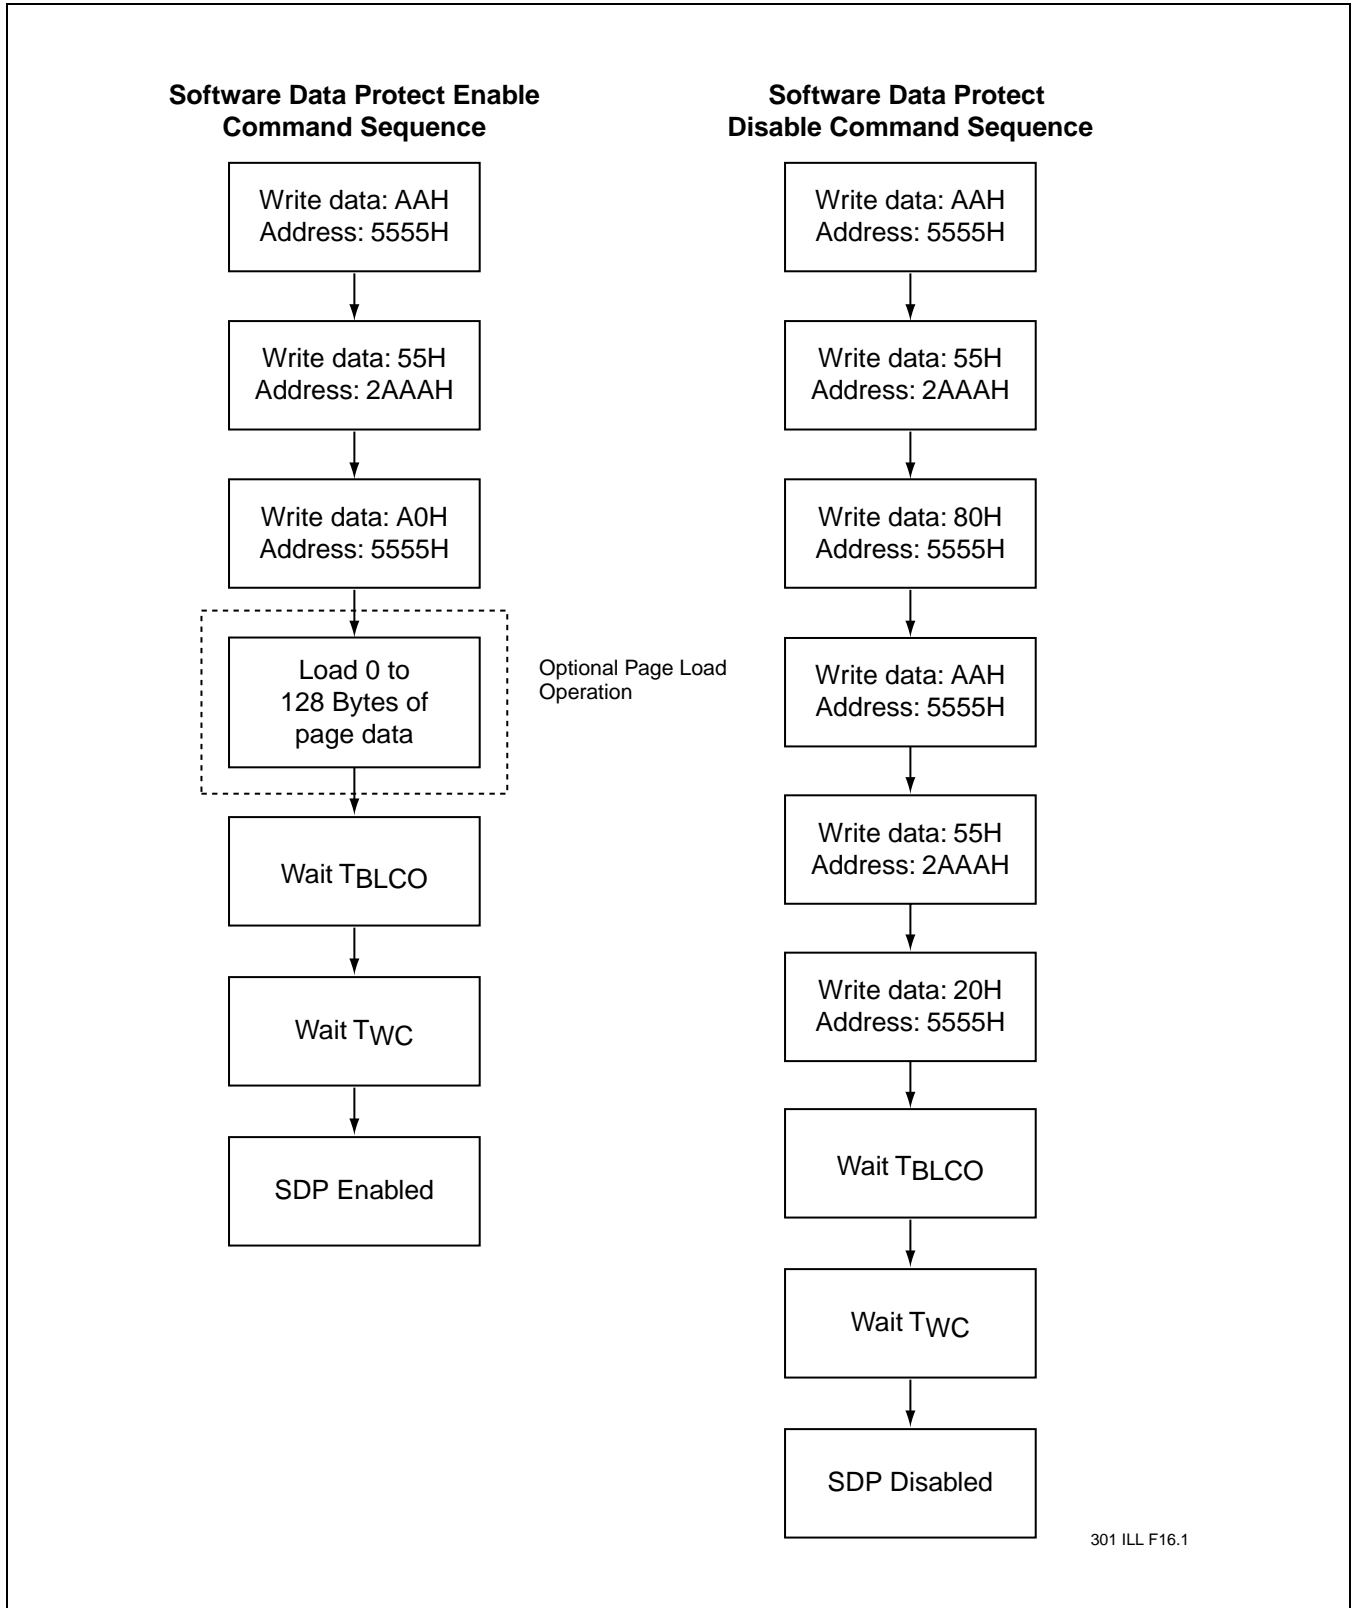 Software Data Protect Enable
Command Sequence
Write data: AAH
Address: 5555H
Write data: 55H
Address: 2AAAH
Write data: A0H
Address: 5555H
Load 0 to
128 Bytes of
page data
Optional Page Load
Operation
Wait TBLCO
Wait TWC
SDP Enabled
Software Data Protect
Disable Command Sequence
Write data: AAH
Address: 5555H
Write data: 55H
Address: 2AAAH
Write data: 80H
Address: 5555H
Write data: AAH
Address: 5555H
Write data: 55H
Address: 2AAAH
Write data: 20H
Address: 5555H
Wait TBLCO
Wait TWC
SDP Disabled
301 ILL F16.1